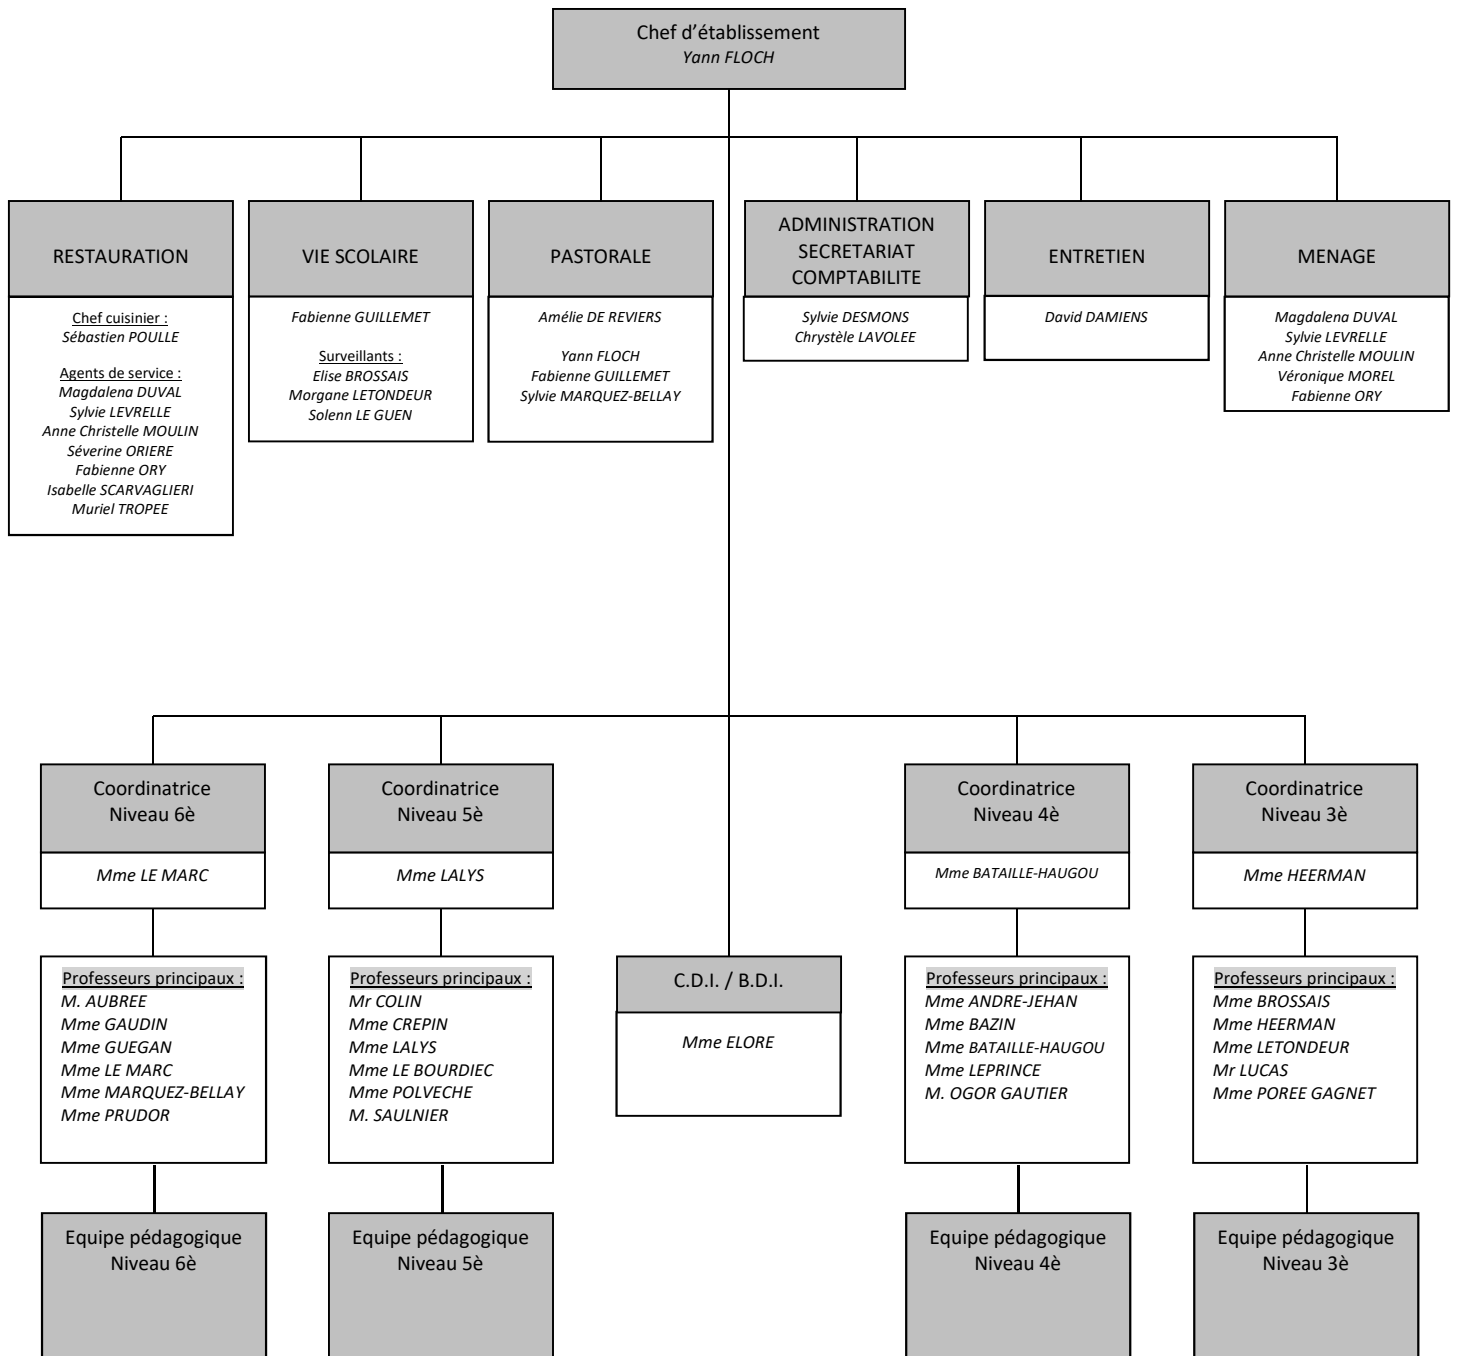 Chef d'établissement
Yann FLOCH
RESTAURATION
Chef cuisinier :
Sébastien POULLE
Agents de service :
Magdalena DUVAL
Sylvie LEVRELLE
Anne Christelle MOULIN
Séverine ORIERE
Fabienne ORY
Isabelle SCARVAGLIERI
Muriel TROPEE
VIE SCOLAIRE
Fabienne GUILLEMET
Surveillants :
Elise BROSSAIS
Morgane LETONDEUR
Solenn LE GUEN
PASTORALE
Amélie DE REVIERS
Yann FLOCH
Fabienne GUILLEMET
Sylvie MARQUEZ-BELLAY
ADMINISTRATION
SECRETARIAT
COMPTABILITE
Sylvie DESMONS
Chrystèle LAVOLEE
ENTRETIEN
David DAMIENS
MENAGE
Magdalena DUVAL
Sylvie LEVRELLE
Anne Christelle MOULIN
Véronique MOREL
Fabienne ORY
Coordinatrice
Niveau 6è
Mme LE MARC
Professeurs principaux :
M. AUBREE
Mme GAUDIN
Mme GUEGAN
Mme LE MARC
Mme MARQUEZ-BELLAY
Mme PRUDOR
Equipe pédagogique
Niveau 6è
Coordinatrice
Niveau 5è
Mme LALYS
Professeurs principaux :
Mr COLIN
Mme CREPIN
Mme LALYS
Mme LE BOURDIEC
Mme POLVECHE
M. SAULNIER
Equipe pédagogique
Niveau 5è
C.D.I. / B.D.I.
Mme ELORE
Coordinatrice
Niveau 4è
Mme BATAILLE-HAUGOU
Professeurs principaux :
Mme ANDRE-JEHAN
Mme BAZIN
Mme BATAILLE-HAUGOU
Mme LEPRINCE
M. OGOR GAUTIER
Equipe pédagogique
Niveau 4è
Coordinatrice
Niveau 3è
Mme HEERMAN
Professeurs principaux :
Mme BROSSAIS
Mme HEERMAN
Mme LETONDEUR
Mr LUCAS
Mme POREE GAGNET
Equipe pédagogique
Niveau 3è